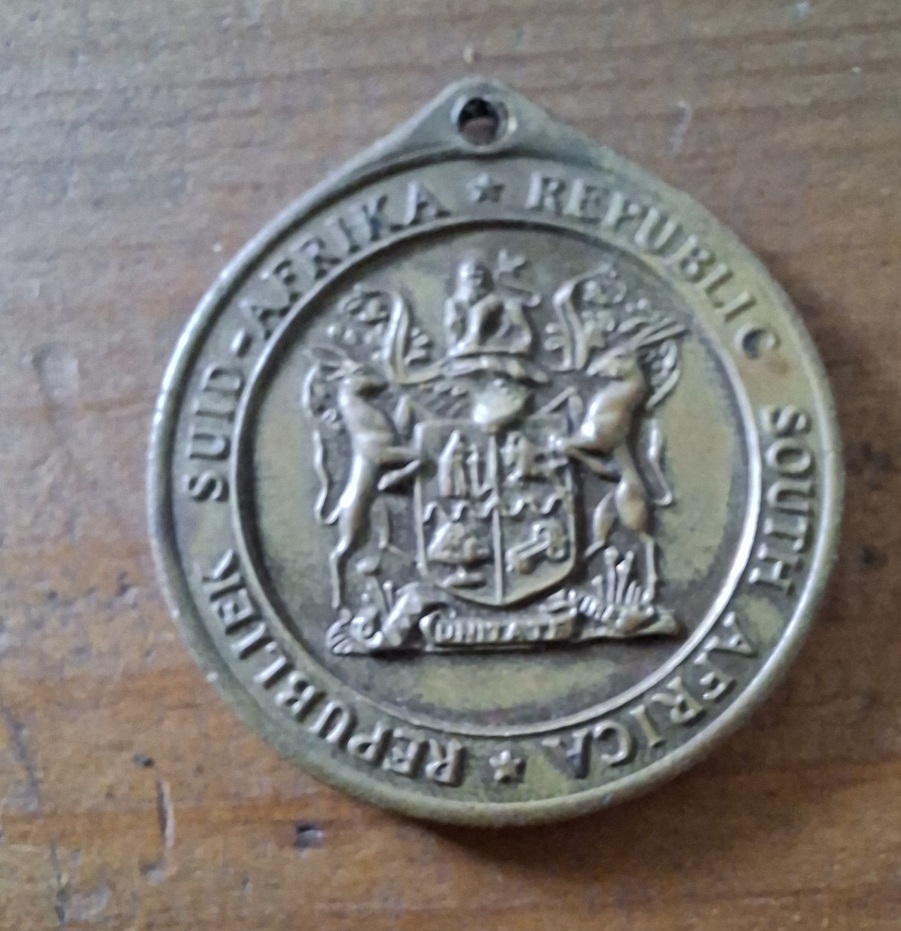 REPUBLIEK SUID-AFRIKA ★ REPUBLIC SOUTH AFRICA ★
UNITATE